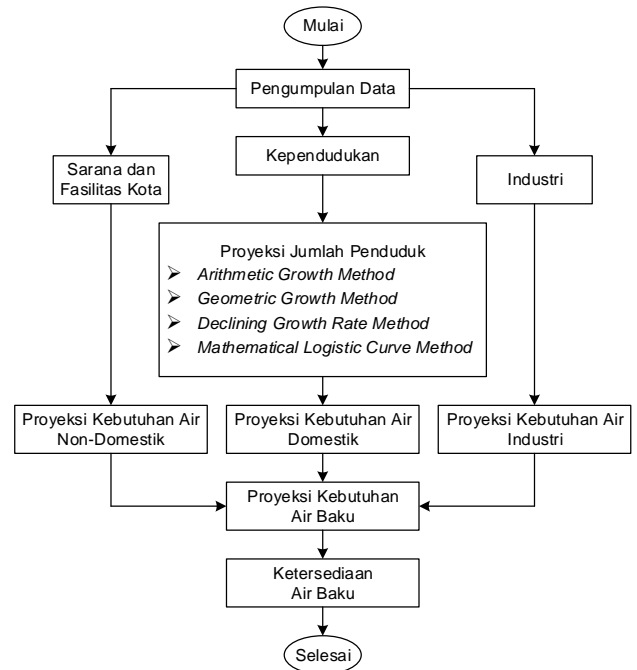 Mulai
Pengumpulan Data
Sarana dan
Fasilitas Kota
Kependudukan
Industri
Proyeksi Jumlah Penduduk
➢ Arithmetic Growth Method
➢ Geometric Growth Method
➢ Declining Growth Rate Method
➢ Mathematical Logistic Curve Method
Proyeksi Kebutuhan Air
Non-Domestik
Proyeksi Kebutuhan Air
Domestik
Proyeksi Kebutuhan Air
Industri
Proyeksi Kebutuhan
Air Baku
Ketersediaan
Air Baku
Selesai